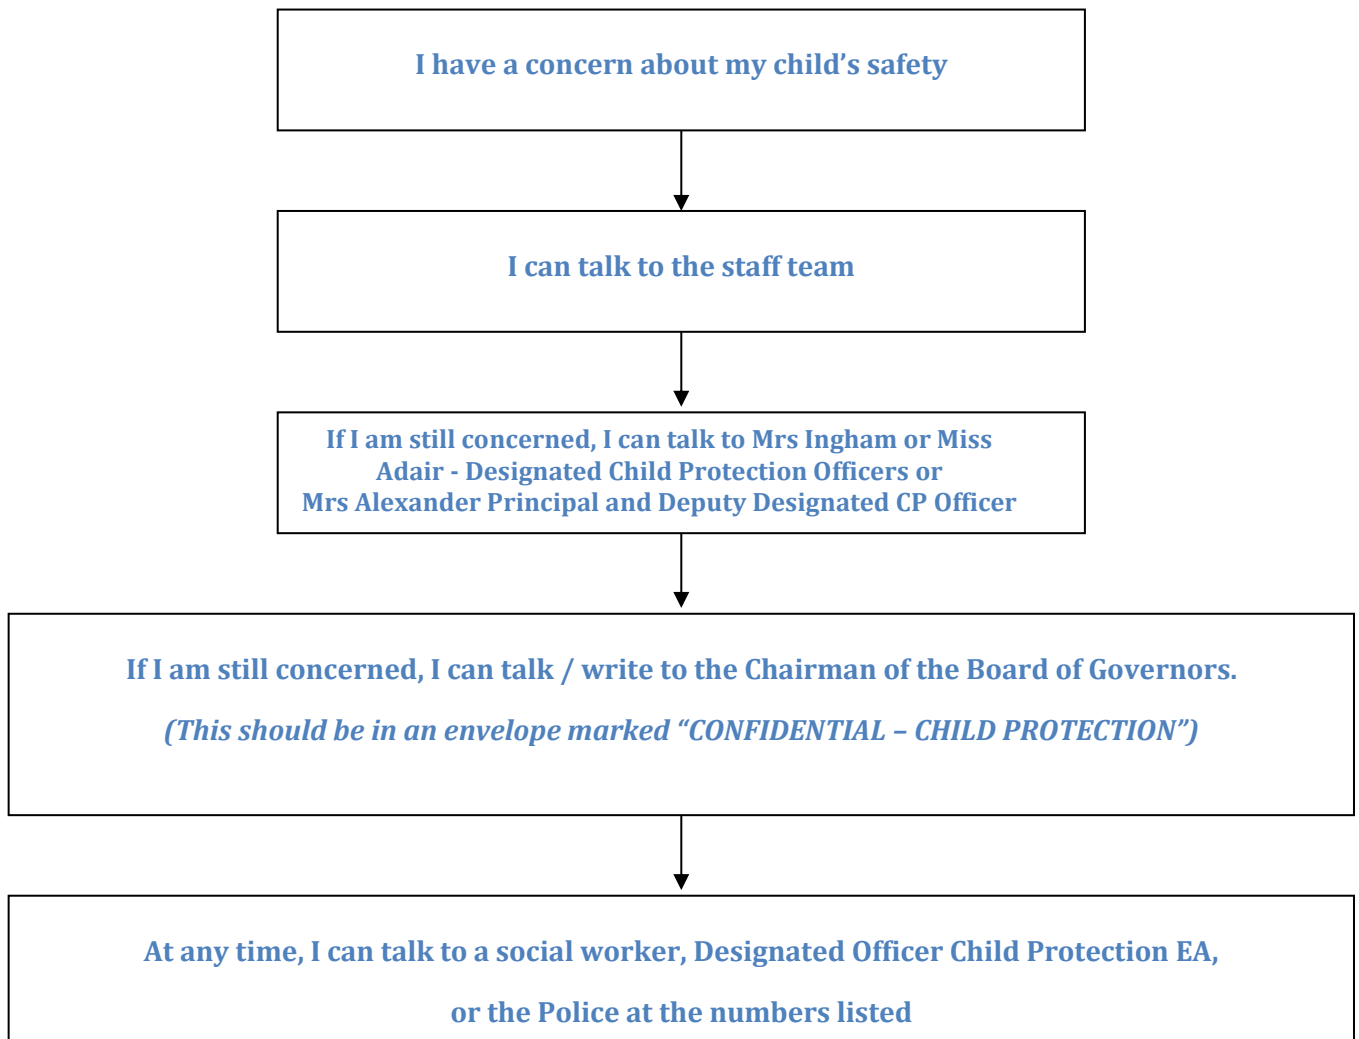 I have a concern about my child’s safety
I can talk to the staff team
If I am still concerned, I can talk to Mrs Ingham or Miss
Adair - Designated Child Protection Officers or
Mrs Alexander Principal and Deputy Designated CP Officer
If I am still concerned, I can talk / write to the Chairman of the Board of Governors.
(This should be in an envelope marked “CONFIDENTIAL – CHILD PROTECTION”)
At any time, I can talk to a social worker, Designated Officer Child Protection EA,
or the Police at the numbers listed